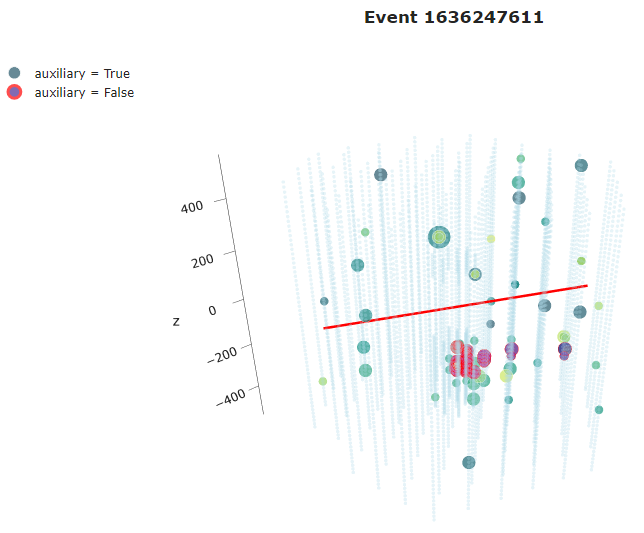 Event 1636247611
auxiliary = True
auxiliary = False
400
200
z
0
−200
−400